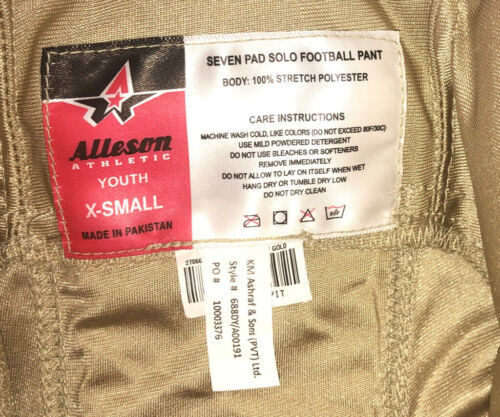 Alleson
ATHLETIC
YOUTH
X-SMALL
MADE IN PAKISTAN
SEVEN PAD SOLO FOOTBALL PANT
BODY: 100% STRETCH POLYESTER
CARE INSTRUCTIONS
MACHINE WASH COLD, LIKE COLORS (DO NOT EXCEED 80F/30C)
USE MILD POWDERED DETERGENT
DO NOT USE BLEACHES OR SOFTENERS
REMOVE IMMEDIATELY
DO NOT ALLOW TO LAY ON ITSELF WHEN WET
HANG DRY OR TUMBLE DRY LOW
DO NOT DRY CLEAN
KM Ashraf & Sons (PVT) Ltd.
Style # 688DY/A00191
PO # 10003376
27066
GOLD
PIT